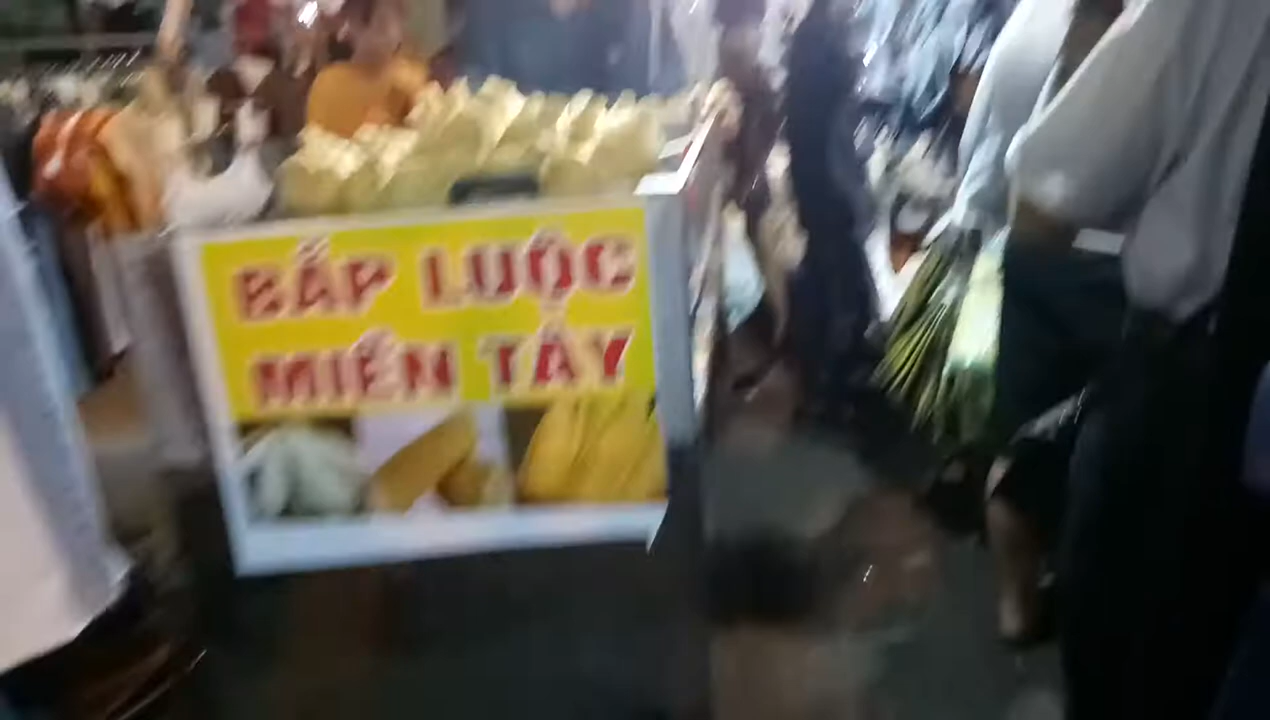 BẮP LUỘC
MIỀN TÂY